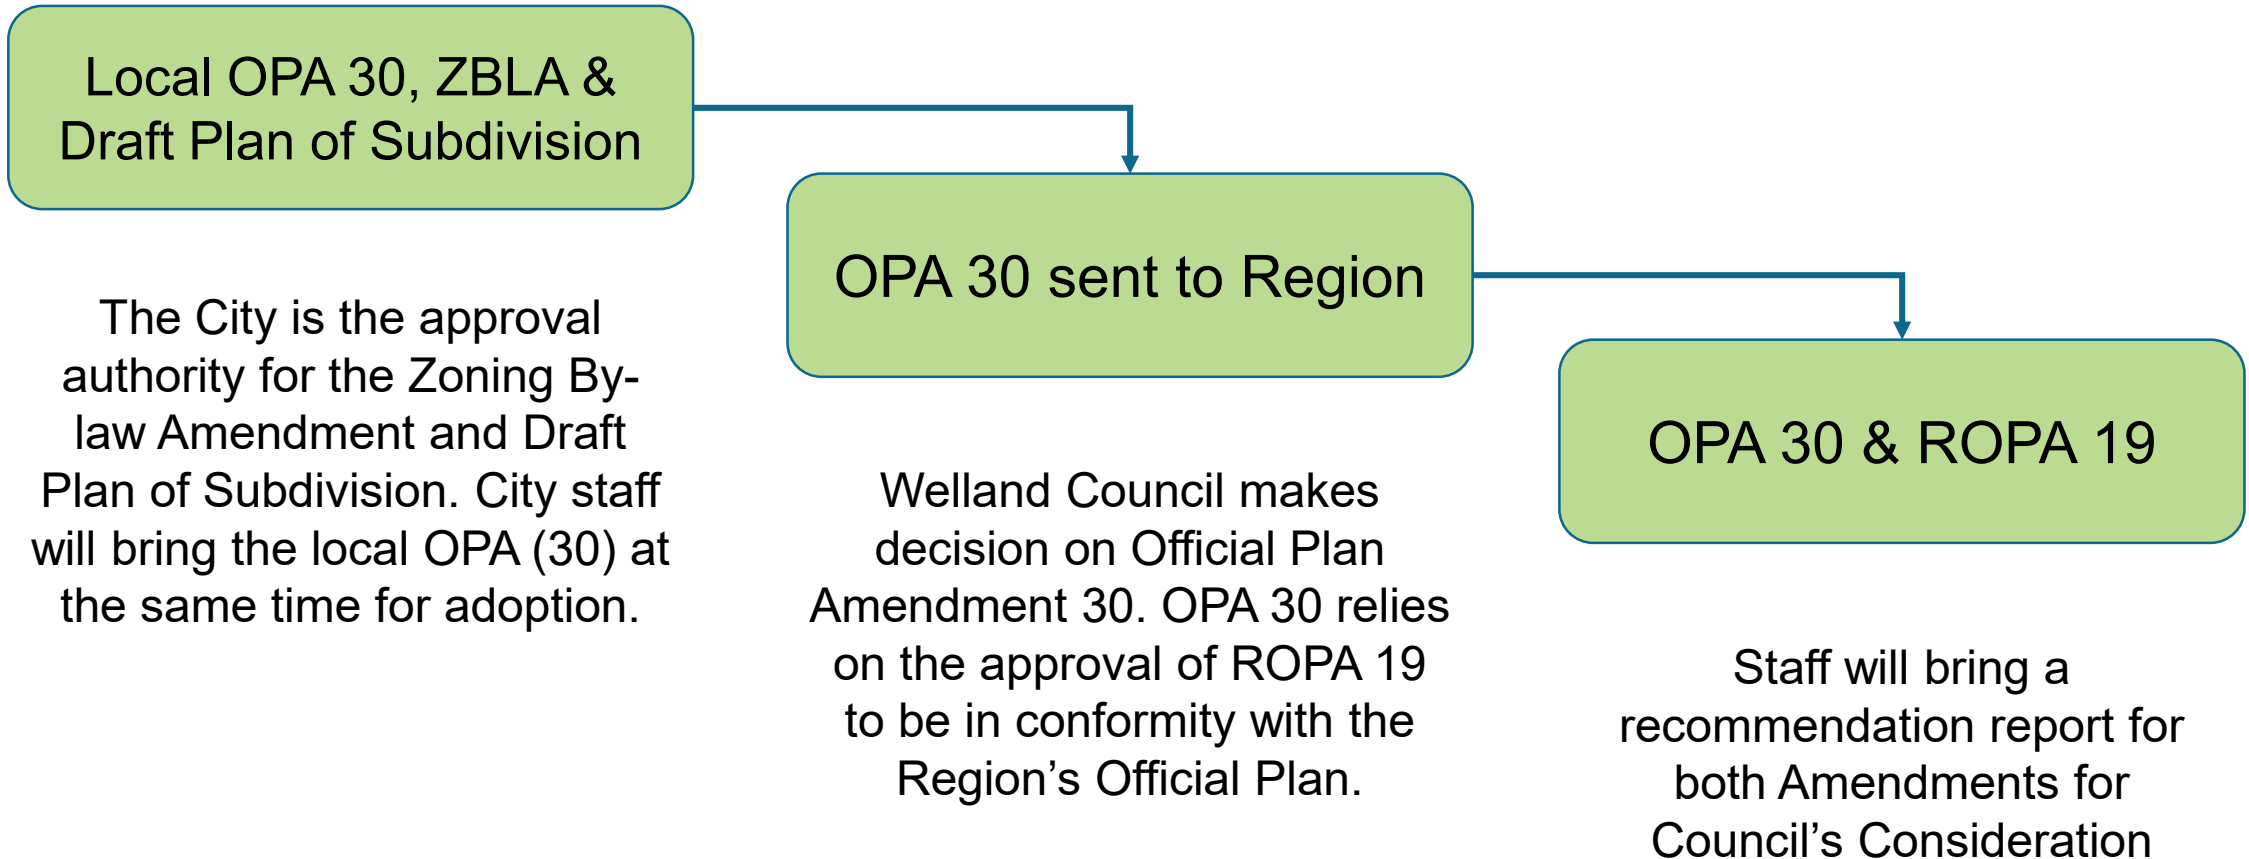 Local OPA 30, ZBLA &
Draft Plan of Subdivision
The City is the approval
authority for the Zoning By-
law Amendment and Draft
Plan of Subdivision. City staff
will bring the local OPA (30) at
the same time for adoption.
OPA 30 sent to Region
Welland Council makes
decision on Official Plan
Amendment 30. OPA 30 relies
on the approval of ROPA 19
to be in conformity with the
Region’s Official Plan.
OPA 30 & ROPA 19
Staff will bring a
recommendation report for
both Amendments for
Council’s Consideration